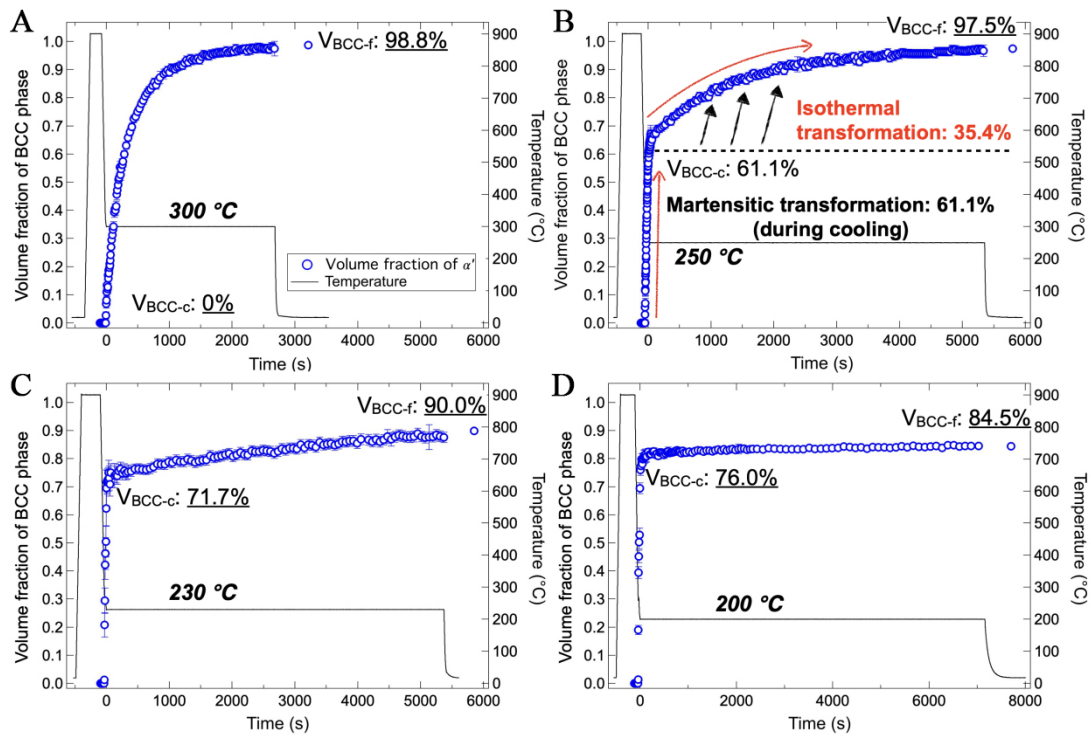 A
V_BCC-f: 98.8%
Volume fraction of BCC phase
1.0
0.9
0.8
0.7
0.6
0.5
0.4
0.3
0.2
0.1
0.0
300 °C
Volume fraction of α'
Temperature
V_BCC-c: 0%
900
800
700
600
500
400
300
200
100
0
Temperature (°C)
0 1000 2000 3000 4000 5000 6000
Time (s)
B
V_BCC-f: 97.5%
Volume fraction of BCC phase
1.0
0.9
0.8
0.7
0.6
0.5
0.4
0.3
0.2
0.1
0.0
Isothermal
transformation: 35.4%
V_BCC-c: 61.1%
Martensitic transformation: 61.1%
(during cooling)
250 °C
900
800
700
600
500
400
300
200
100
0
Temperature (°C)
0 1000 2000 3000 4000 5000 6000
Time (s)
C
V_BCC-f: 90.0%
Volume fraction of BCC phase
1.0
0.9
0.8
0.7
0.6
0.5
0.4
0.3
0.2
0.1
0.0
V_BCC-c: 71.7%
230 °C
900
800
700
600
500
400
300
200
100
0
Temperature (°C)
0 1000 2000 3000 4000 5000 6000
Time (s)
D
V_BCC-f: 84.5%
Volume fraction of BCC phase
1.0
0.9
0.8
0.7
0.6
0.5
0.4
0.3
0.2
0.1
0.0
V_BCC-c: 76.0%
200 °C
900
800
700
600
500
400
300
200
100
0
Temperature (°C)
0 2000 4000 6000 8000
Time (s)